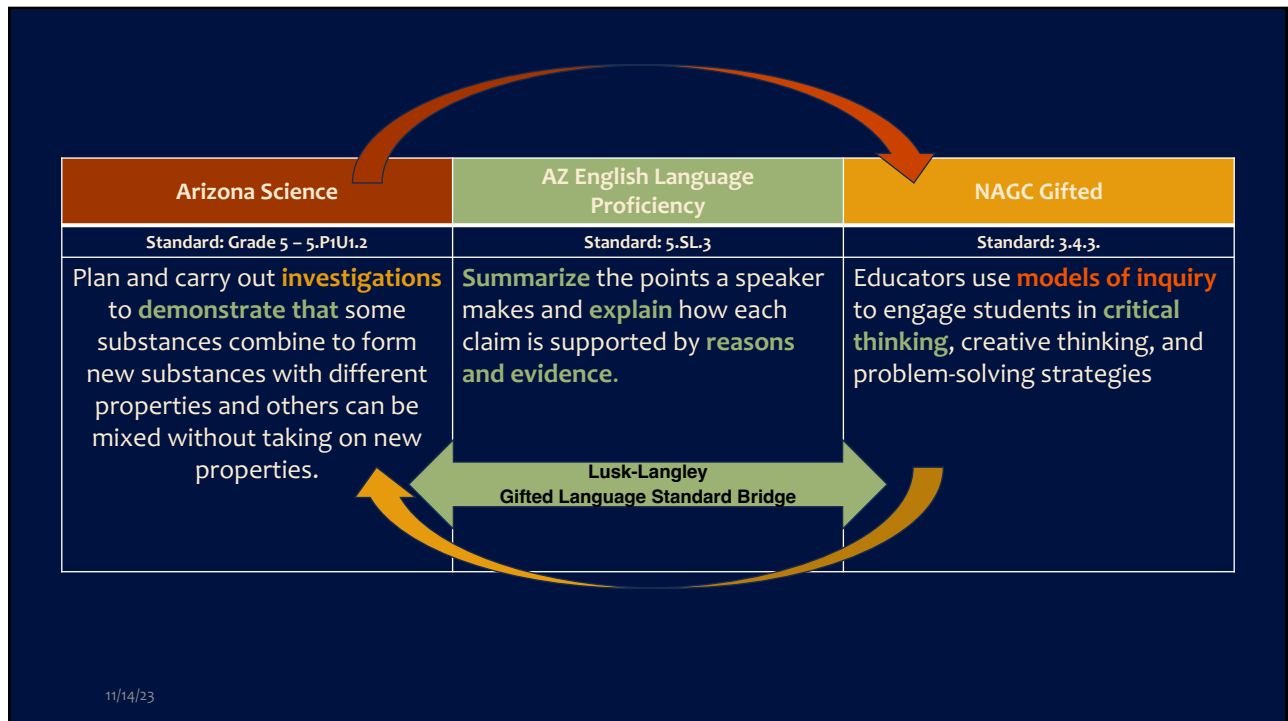 Arizona Science
AZ English Language
Proficiency
NAGC Gifted
Standard: Grade 5 – 5.P1U1.2
Standard: 5.SL.3
Standard: 3.4.3.
Plan and carry out investigations
to demonstrate that some
substances combine to form
new substances with different
properties and others can be
mixed without taking on new
properties.
Summarize the points a speaker
makes and explain how each
claim is supported by reasons
and evidence.
Educators use models of inquiry
to engage students in critical
thinking, creative thinking, and
problem-solving strategies
Lusk-Langley
Gifted Language Standard Bridge
11/14/23